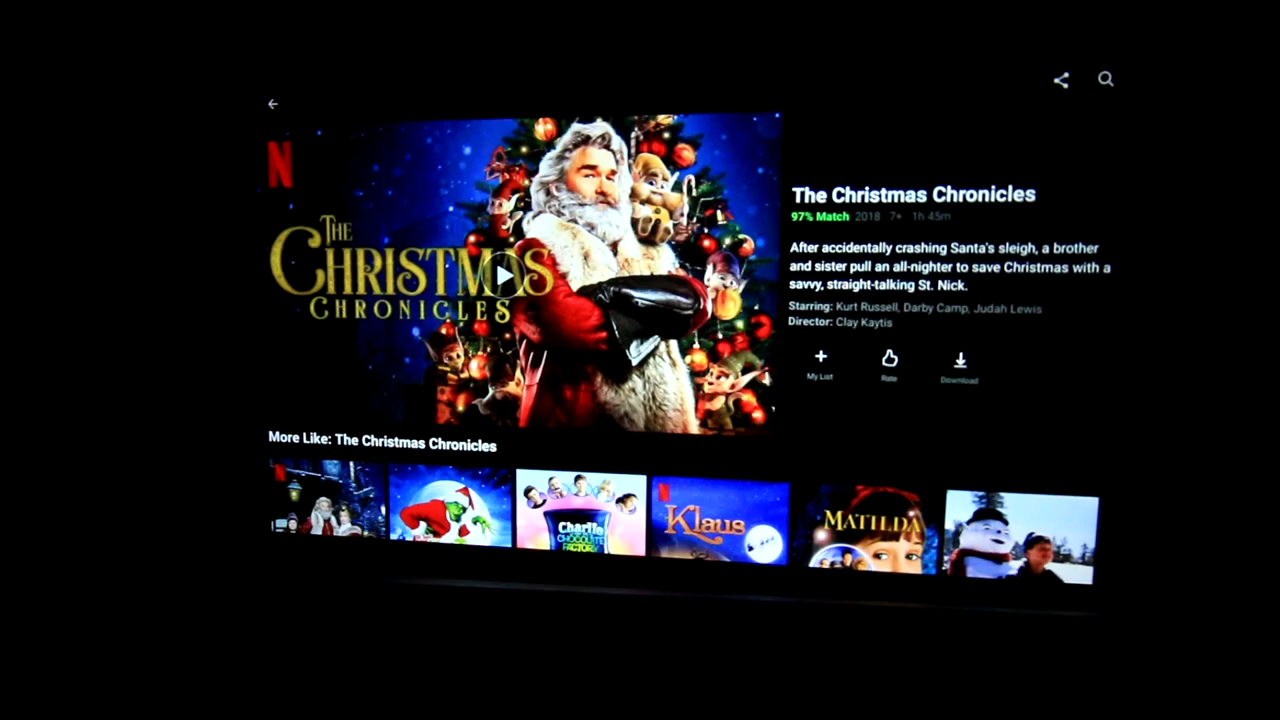 N
THE
CHRISTMAS
CHRONICLES
The Christmas Chronicles
97% Match 2018 7+ 1h 45m
After accidentally crashing Santa's sleigh, a brother
and sister pull an all-nighter to save Christmas with a
savvy, straight-talking St. Nick.
Starring: Kurt Russell, Darby Camp, Judah Lewis
Director: Clay Kaytis
My List Rate Download
More Like: The Christmas Chronicles
N
Charlie
CHOCOLATE
FACTORY
N
Klaus
MATILDA